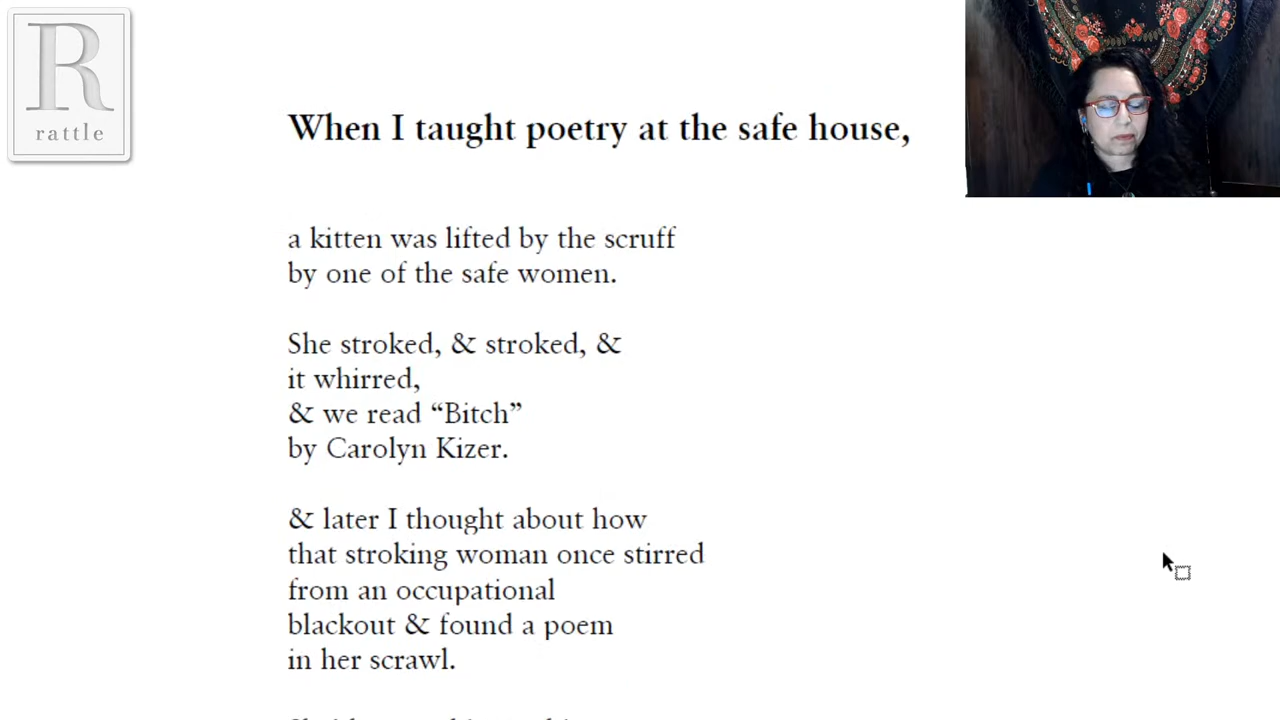 R
rattle
When I taught poetry at the safe house,
a kitten was lifted by the scruff
by one of the safe women.
She stroked, & stroked, &
it whirred,
& we read “Bitch”
by Carolyn Kizer.
& later I thought about how
that stroking woman once stirred
from an occupational
blackout & found a poem
in her scrawl.